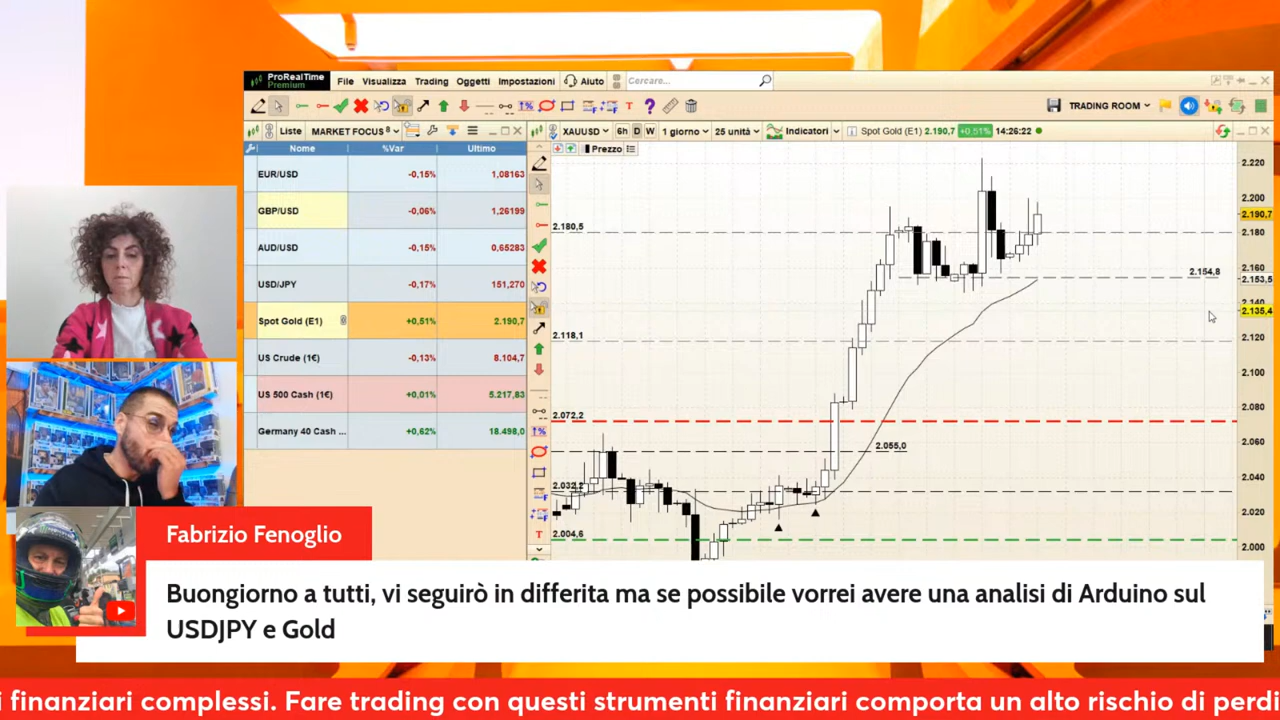 ProRealTime
Premium
File Visualizza Trading Oggetti Impostazioni Aiuto Cercare...
TRADING ROOM
Liste MARKET FOCUS 8
XAUUSD 6h D W 1 giorno 25 unità Indicatori Spot Gold (E1) 2.190,7 +0,51% 14:26:22
Prezzo
Nome %Var Ultimo
EUR/USD -0,15% 1,08163
GBP/USD -0,06% 1,26199
AUD/USD -0,15% 0,65283
USD/JPY -0,17% 151,270
Spot Gold (E1) +0,51% 2.190,7
US Crude (1€) -0,13% 8.104,7
US 500 Cash (1€) +0,01% 5.217,83
Germany 40 Cash ... +0,62% 18.498,0
2.180,5
2.154,8
2.118,1
2.072,2
2.055,0
2.032,2
2.004,6
2.220
2.200
2.190,7
2.180
2.160
2.153,5
2.140
2.135,4
2.120
2.100
2.080
2.060
2.040
2.020
2.000
Fabrizio Fenoglio
Buongiorno a tutti, vi seguirò in differita ma se possibile vorrei avere una analisi di Arduino sul
USDJPY e Gold
i finanziari complessi. Fare trading con questi strumenti finanziari comporta un alto rischio di perdi